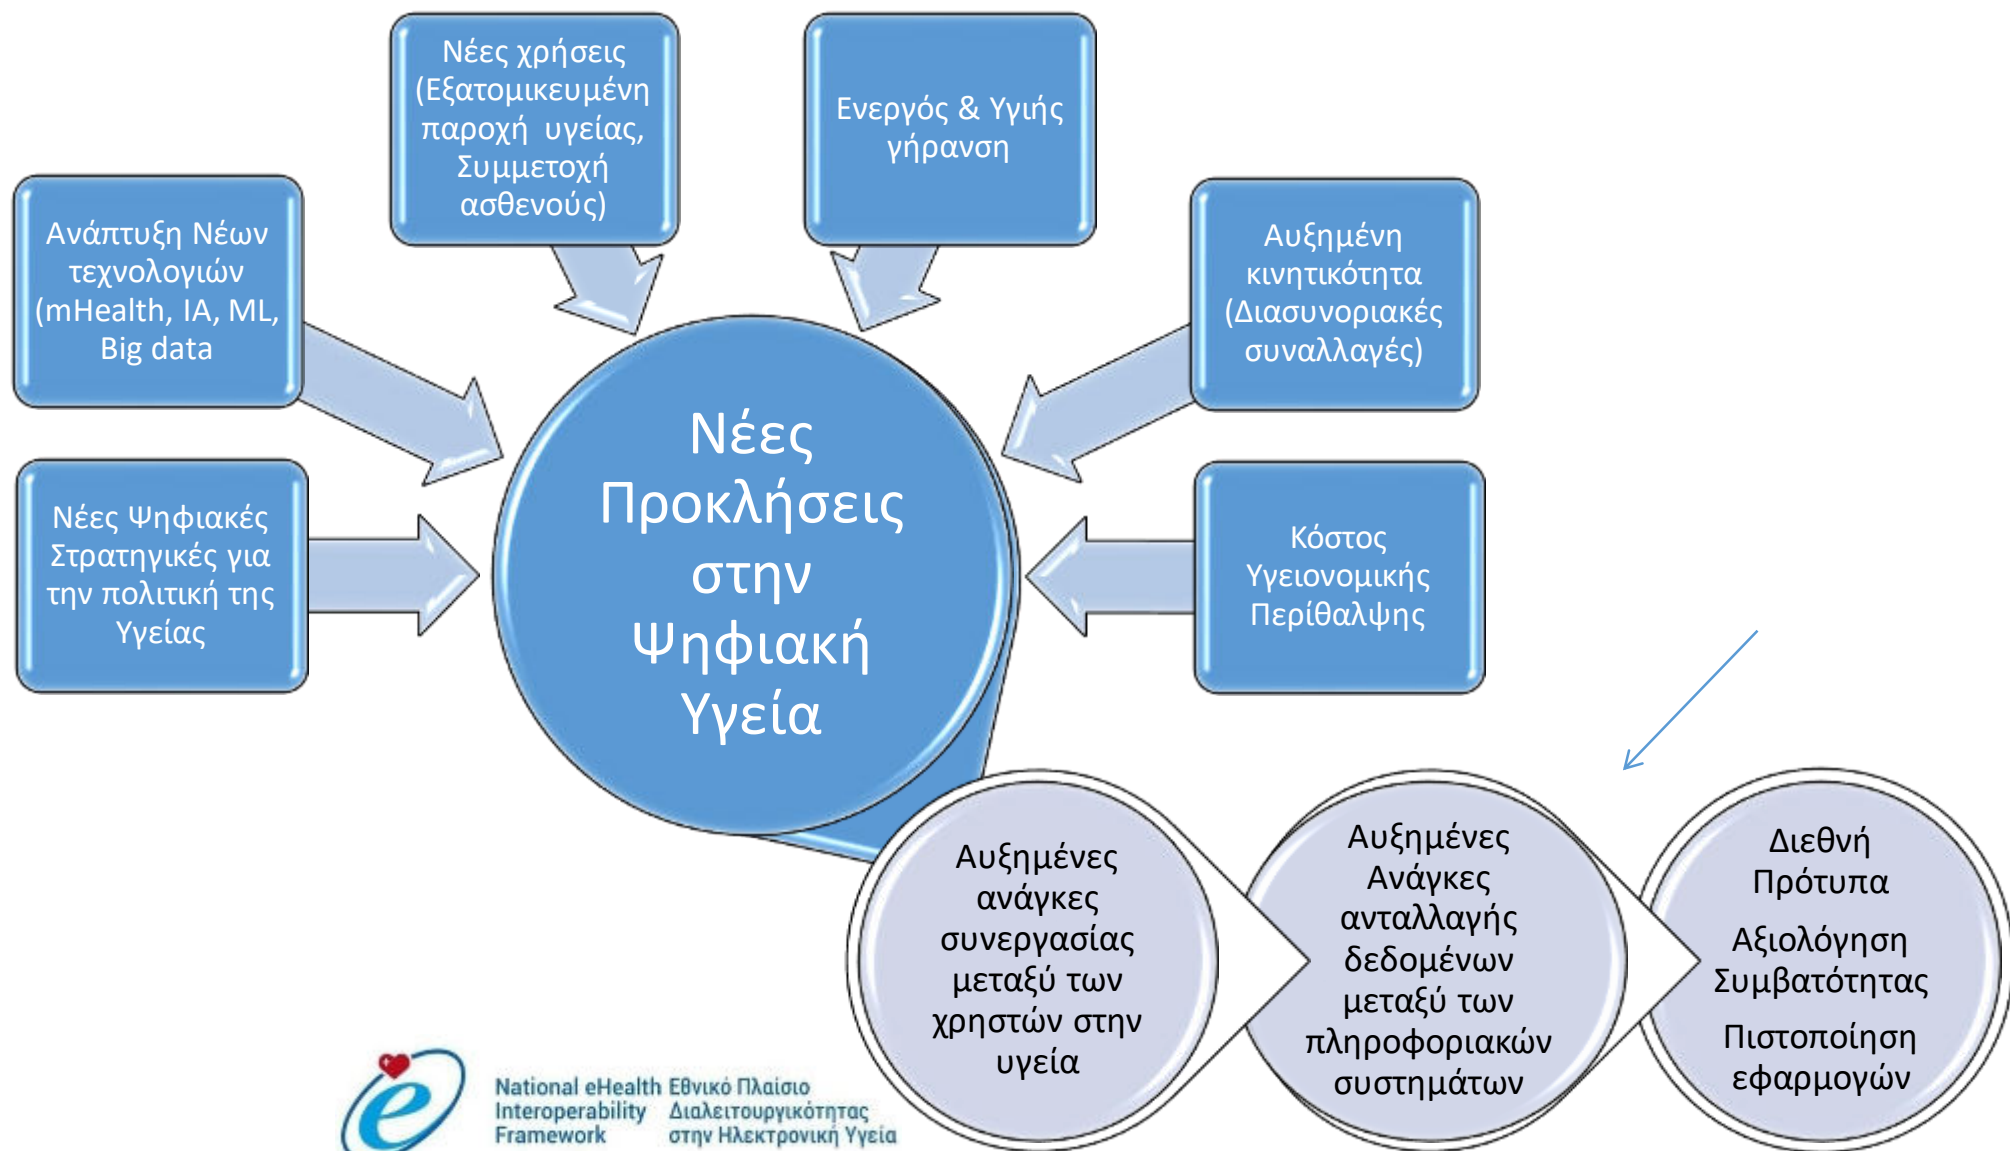 Νέες χρήσεις
(Εξατομικευμένη
παροχή υγείας,
Συμμετοχή
ασθενούς)
Ενεργός & Υγιής
γήρανση
Ανάπτυξη Νέων
τεχνολογιών
(mHealth, IA, ML,
Big data
Αυξημένη
κινητικότητα
(Διασυνοριακές
συναλλαγές)
Νέες Ψηφιακές
Στρατηγικές για
την πολιτική της
Υγείας
Νέες
Προκλήσεις
στην
Ψηφιακή
Υγεία
Κόστος
Υγειονομικής
Περίθαλψης
Αυξημένες
ανάγκες
συνεργασίας
μεταξύ των
χρηστών στην
υγεία
Αυξημένες
Ανάγκες
ανταλλαγής
δεδομένων
μεταξύ των
πληροφοριακών
συστημάτων
Διεθνή
Πρότυπα
Αξιολόγηση
Συμβατότητας
Πιστοποίηση
εφαρμογών
National eHealth
Interoperability
Framework
Εθνικό Πλαίσιο
Διαλειτουργικότητας
στην Ηλεκτρονική Υγεία